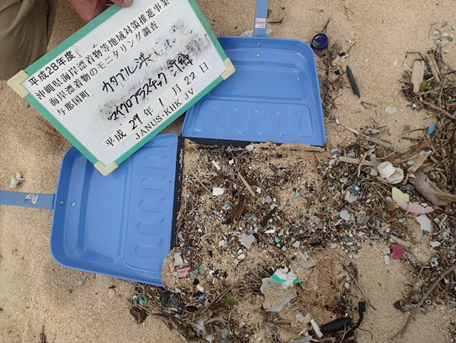 平成28年度
沖縄県海岸漂着物等地域対策推進事業
海岸漂着物のモニタリング調査
与那国町
カタブル浜
マイクロプラスチック
平成 29年 1月 22日
JANUS・KHK JV